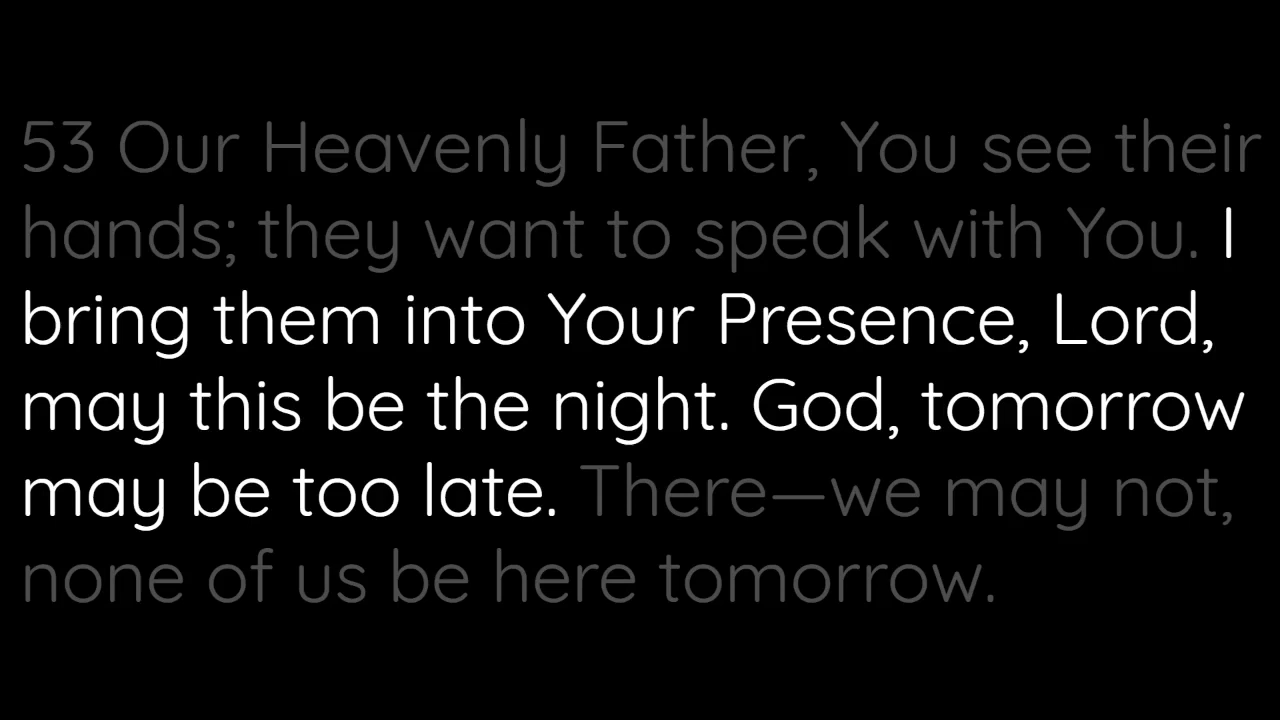 53 Our Heavenly Father, You see their
hands; they want to speak with You. I
bring them into Your Presence, Lord,
may this be the night. God, tomorrow
may be too late. There—we may not,
none of us be here tomorrow.